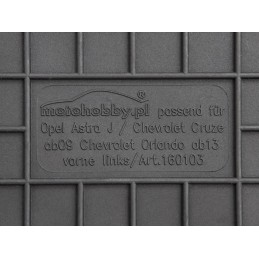 motohobby.pl® passend für
Opel Astra J / Chevrolet Cruze
ab09 Chevrolet Orlando ab13
vorne links/Art.160103